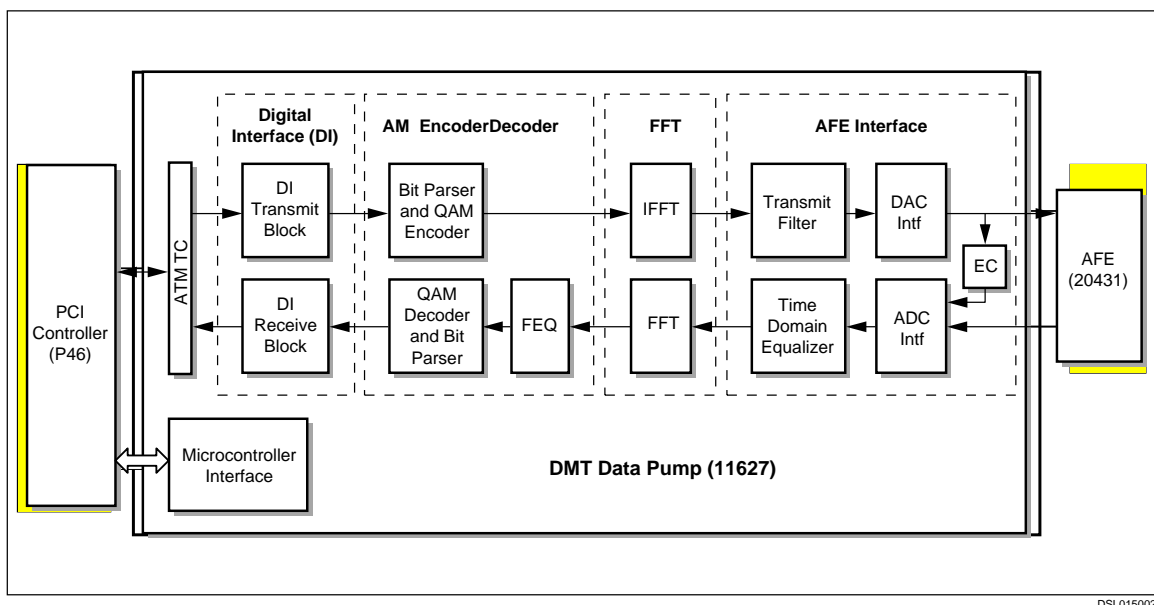 Digital
Interface (DI)
AM EncoderDecoder
FFT
AFE Interface
PCI
Controller
(P46)
ATM TC
DI
Transmit
Block
Bit Parser
and QAM
Encoder
IFFT
Transmit
Filter
DAC
Intf
EC
AFE
(20431)
DI
Receive
Block
QAM
Decoder
and Bit
Parser
FEQ
FFT
Time
Domain
Equalizer
ADC
Intf
Microcontroller
Interface
DMT Data Pump (11627)